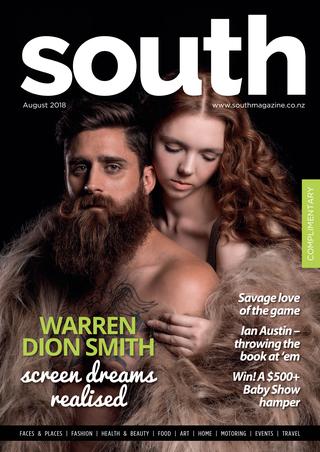 south
August 2018
www.southmagazine.co.nz
COMPLIMENTARY
Savage love
of the game
Ian Austin –
throwing the
book at ‘em
Win! A $500+
Baby Show
hamper
WARREN
DION SMITH
screen dreams
realised
FACES & PLACES | FASHION | HEALTH & BEAUTY | FOOD | ART | HOME | MOTORING | EVENTS | TRAVEL